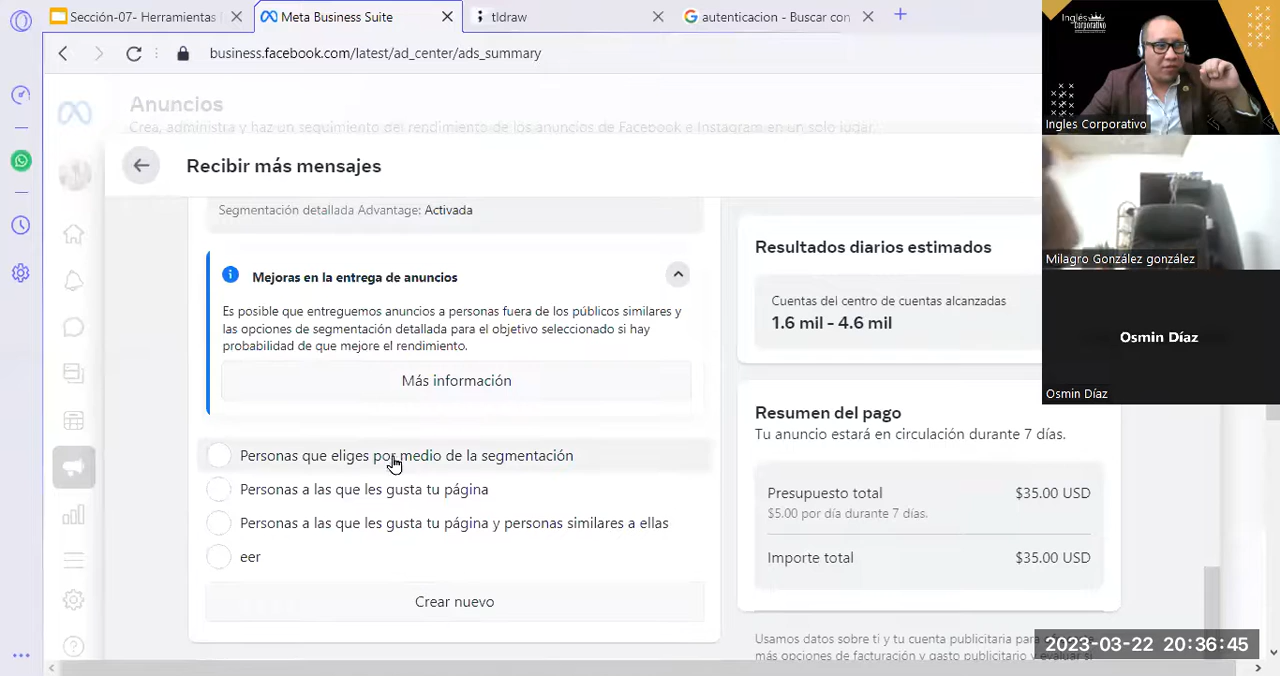 Sección-07- Herramientas
Meta Business Suite
tldraw
autenticacion - Buscar con
business.facebook.com/latest/ad_center/ads_summary
Anuncios
Crea, administra y haz un seguimiento del rendimiento de los anuncios de Facebook e Instagram en un solo lugar.
Recibir más mensajes
Segmentación detallada Advantage: Activada
Mejoras en la entrega de anuncios
Es posible que entreguemos anuncios a personas fuera de los públicos similares y
las opciones de segmentación detallada para el objetivo seleccionado si hay
probabilidad de que mejore el rendimiento.
Más información
Personas que eliges por medio de la segmentación
Personas a las que les gusta tu página
Personas a las que les gusta tu página y personas similares a ellas
eer
Crear nuevo
Resultados diarios estimados
Cuentas del centro de cuentas alcanzadas
1.6 mil - 4.6 mil
Resumen del pago
Tu anuncio estará en circulación durante 7 días.
Presupuesto total
$35.00 USD
$5.00 por día durante 7 días.
Importe total
$35.00 USD
Usamos datos sobre ti y tu cuenta publicitaria para
más opciones de facturación y gasto publicitario y evaluar si
Inglés
Corporativo
Ingles Corporativo
Milagro González gonzález
Osmin Díaz
Osmin Díaz
2023-03-22 20:36:45